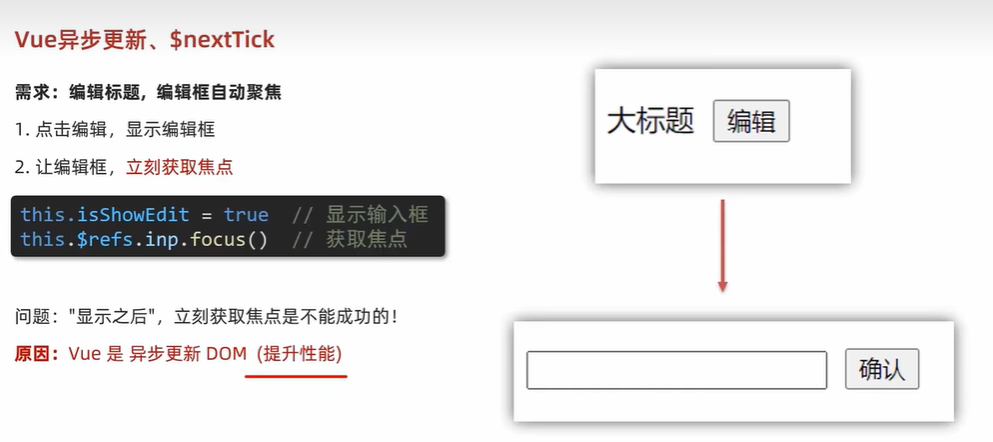 Vue异步更新、$nextTick
需求：编辑标题，编辑框自动聚焦
1. 点击编辑，显示编辑框
2. 让编辑框，立刻获取焦点
this.isShowEdit = true  // 显示输入框
this.$refs.inp.focus()  // 获取焦点
问题："显示之后"，立刻获取焦点是不能成功的！
原因：Vue 是 异步更新 DOM  (提升性能)
大标题 编辑
确认